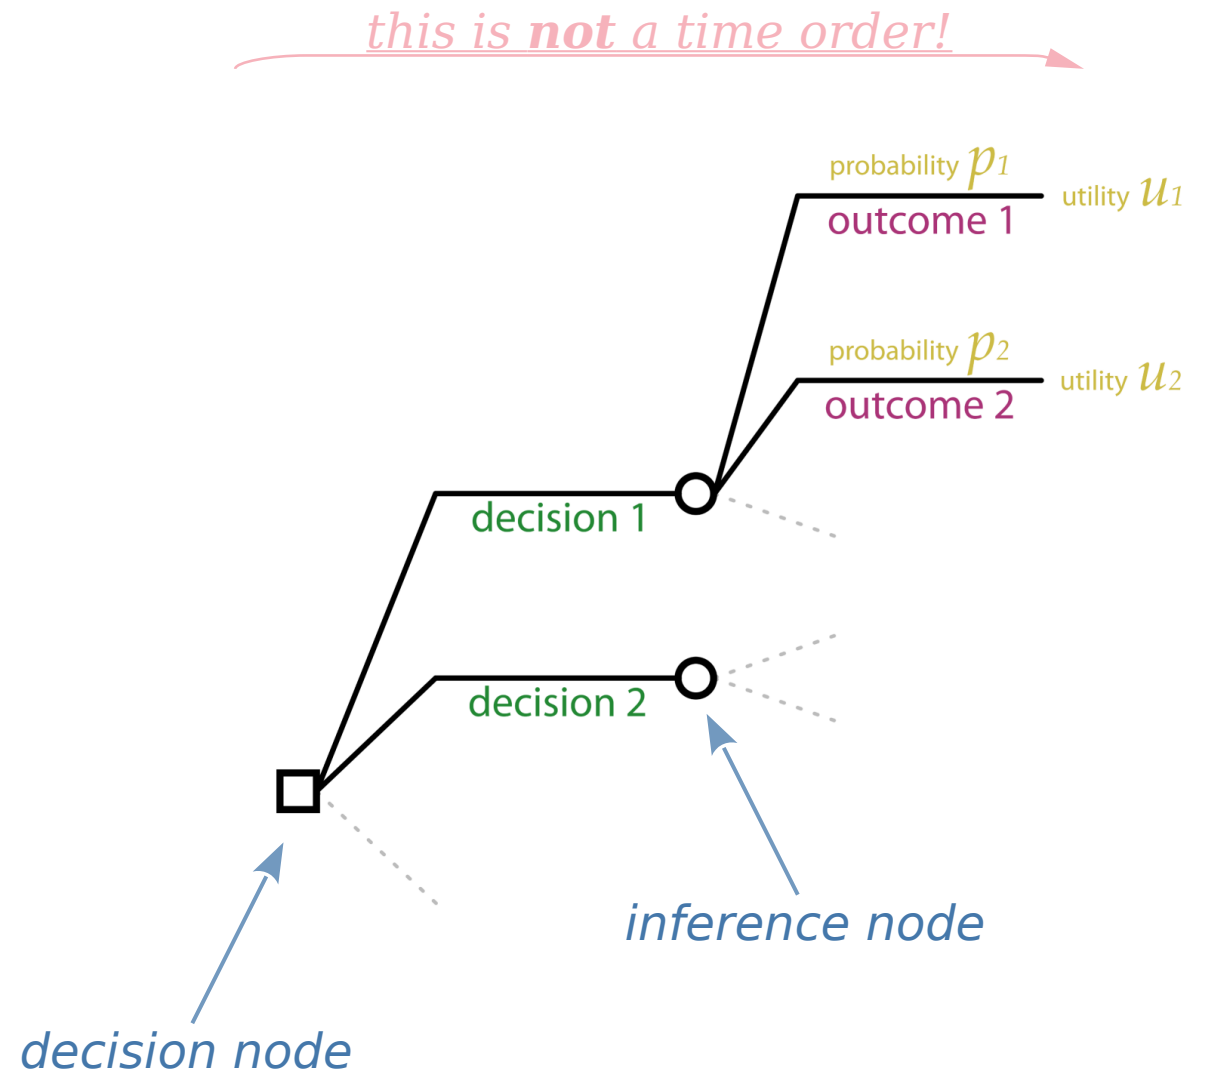 this is not a time order!
probability p1
utility u1
outcome 1
probability p2
utility u2
outcome 2
decision 1
decision 2
inference node
decision node